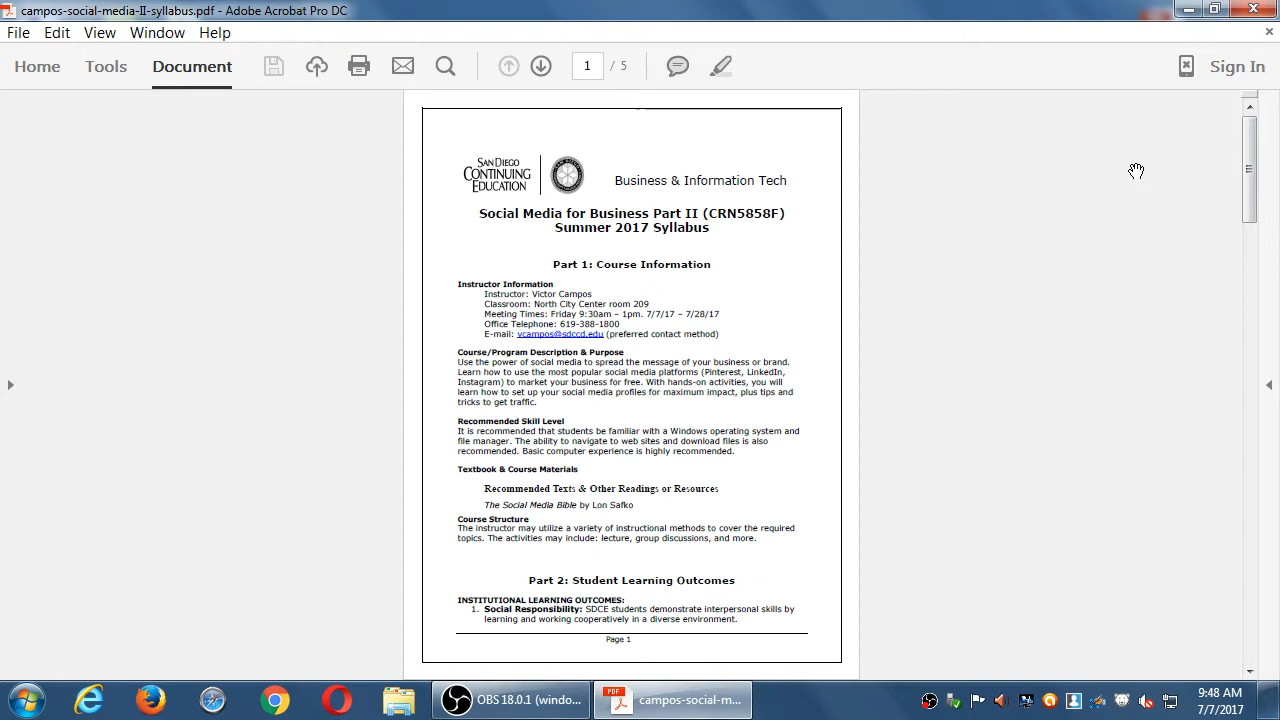 campos-social-media-II-syllabus.pdf - Adobe Acrobat Pro DC
File Edit View Window Help
Home Tools Document 1 / 5 Sign In
SAN DIEGO
CONTINUING
EDUCATION
Business & Information Tech
Social Media for Business Part II (CRN5858F)
Summer 2017 Syllabus
Part 1: Course Information
Instructor Information
Instructor: Victor Campos
Classroom: North City Center room 209
Meeting Times: Friday 9:30am – 1pm. 7/7/17 – 7/28/17
Office Telephone: 619-388-1800
E-mail: vcampos@sdccd.edu (preferred contact method)
Course/Program Description & Purpose
Use the power of social media to spread the message of your business or brand.
Learn how to use the most popular social media platforms (Pinterest, LinkedIn,
Instagram) to market your business for free. With hands-on activities, you will
learn how to set up your social media profiles for maximum impact, plus tips and
tricks to get traffic.
Recommended Skill Level
It is recommended that students be familiar with a Windows operating system and
file manager. The ability to navigate to web sites and download files is also
recommended. Basic computer experience is highly recommended.
Textbook & Course Materials
Recommended Texts & Other Readings or Resources
The Social Media Bible by Lon Safko
Course Structure
The instructor may utilize a variety of instructional methods to cover the required
topics. The activities may include: lecture, group discussions, and more.
Part 2: Student Learning Outcomes
INSTITUTIONAL LEARNING OUTCOMES:
1. Social Responsibility: SDCE students demonstrate interpersonal skills by
learning and working cooperatively in a diverse environment.
Page 1
OBS 18.0.1 (windo...
PDF
campos-social-m...
9:48 AM
7/7/2017